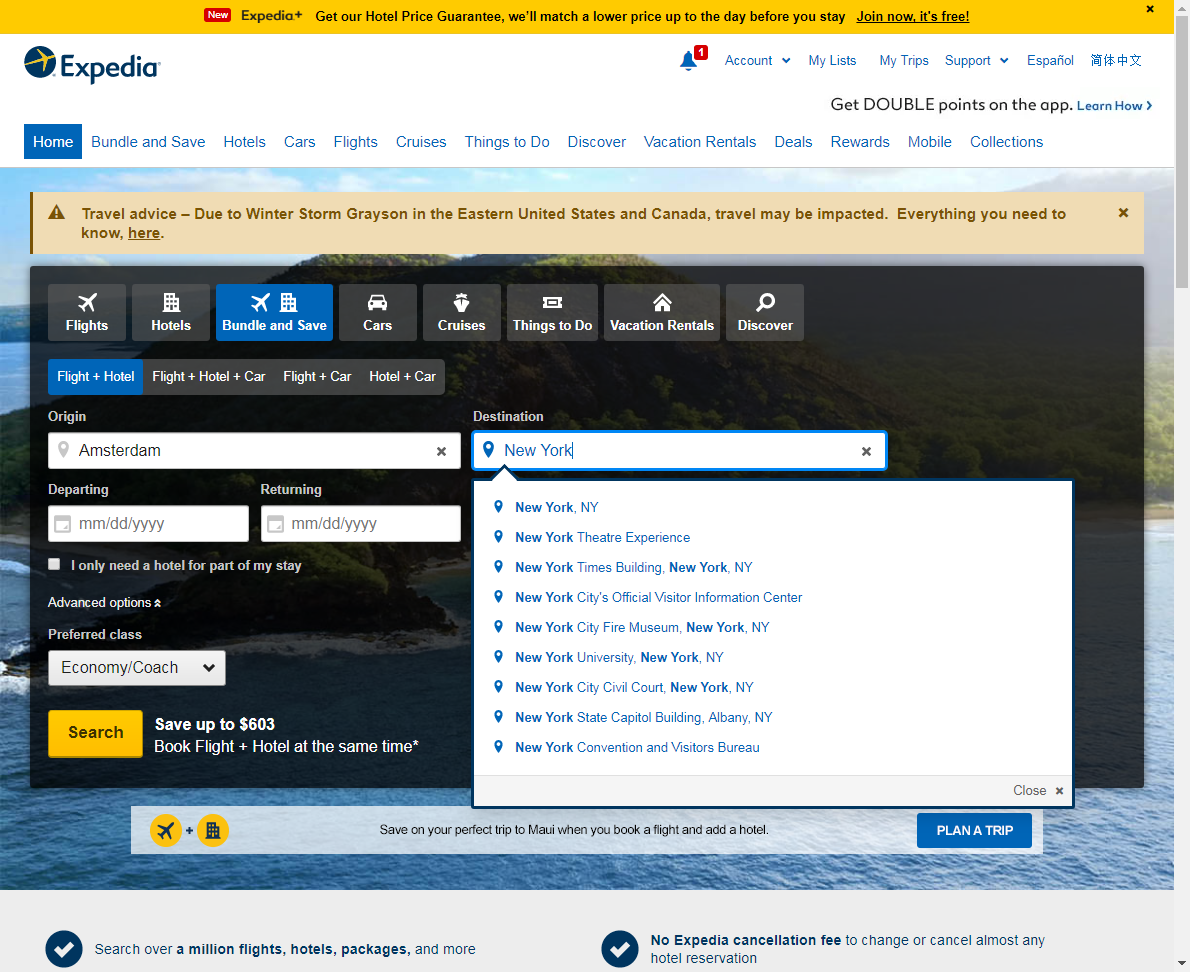 New Expedia+ Get our Hotel Price Guarantee, we'll match a lower price up to the day before you stay Join now, it's free!
Expedia
1
Account My Lists My Trips Support Español 简体中文
Get DOUBLE points on the app. Learn How
Home Bundle and Save Hotels Cars Flights Cruises Things to Do Discover Vacation Rentals Deals Rewards Mobile Collections
Travel advice – Due to Winter Storm Grayson in the Eastern United States and Canada, travel may be impacted. Everything you need to
know, here.
Flights Hotels Bundle and Save Cars Cruises Things to Do Vacation Rentals Discover
Flight + Hotel Flight + Hotel + Car Flight + Car Hotel + Car
Origin Destination
Amsterdam New York
Departing Returning
mm/dd/yyyy mm/dd/yyyy
New York, NY
New York Theatre Experience
New York Times Building, New York, NY
New York City's Official Visitor Information Center
New York City Fire Museum, New York, NY
New York University, New York, NY
New York City Civil Court, New York, NY
New York State Capitol Building, Albany, NY
New York Convention and Visitors Bureau
Close
I only need a hotel for part of my stay
Advanced options
Preferred class
Economy/Coach
Search
Save up to $603
Book Flight + Hotel at the same time*
+ Save on your perfect trip to Maui when you book a flight and add a hotel. PLAN A TRIP
Search over a million flights, hotels, packages, and more
No Expedia cancellation fee to change or cancel almost any
hotel reservation